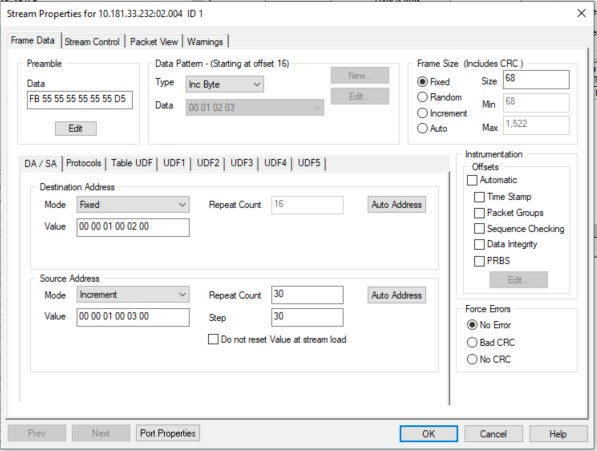 Stream Properties for 10.181.33.232:02.004 ID 1
Frame Data Stream Control Packet View Warnings
Preamble
Data
FB 55 55 55 55 55 D5
Edit
Data Pattern - (Starting at offset 16)
Type Inc Byte New...
Data 00 01 02 03 Edit...
Frame Size (Includes CRC )
Fixed Size 68
Random Min 68
Increment
Auto Max 1,522
DA / SA Protocols Table UDF UDF1 UDF2 UDF3 UDF4 UDF5
Destination Address
Mode Fixed Repeat Count 16 Auto Address
Value 00 00 01 00 02 00
Source Address
Mode Increment Repeat Count 30 Auto Address
Value 00 00 01 00 03 00 Step 30
Do not reset Value at stream load
Instrumentation
Offsets
Automatic
Time Stamp
Packet Groups
Sequence Checking
Data Integrity
PRBS
Edit...
Force Errors
No Error
Bad CRC
No CRC
Prev Next Port Properties OK Cancel Help